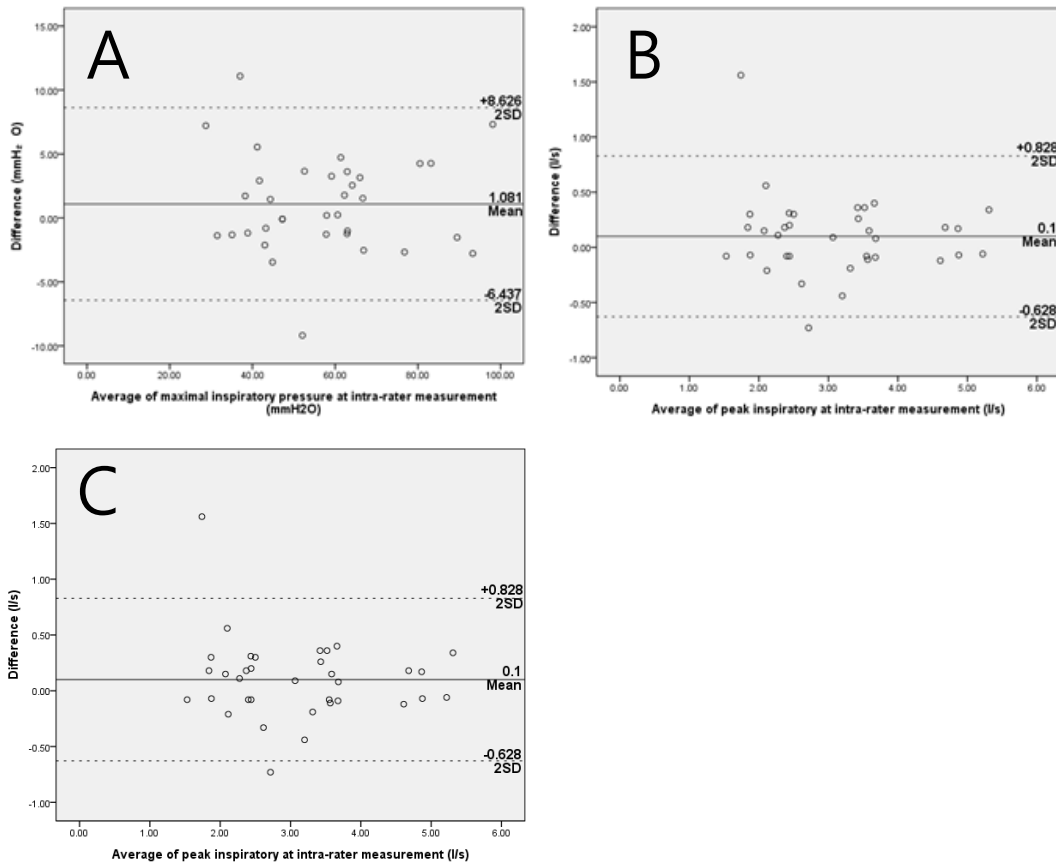 A
15.00
10.00
5.00
0.00
-5.00
-10.00
Difference (mmH₂ O)
+8.626
2SD
1.081
Mean
-6.437
2SD
0.00 20.00 40.00 60.00 80.00 100.00
Average of maximal inspiratory pressure at intra-rater measurement
(mmH2O)
B
2.00
1.50
1.00
0.50
0.00
-0.50
-1.00
Difference (l/s)
+0.828
2SD
0.1
Mean
-0.628
2SD
0.00 1.00 2.00 3.00 4.00 5.00 6.00
Average of peak inspiratory at intra-rater measurement (l/s)
C
2.00
1.50
1.00
0.50
0.00
-0.50
-1.00
Difference (l/s)
+0.828
2SD
0.1
Mean
-0.628
2SD
0.00 1.00 2.00 3.00 4.00 5.00 6.00
Average of peak inspiratory at intra-rater measurement (l/s)